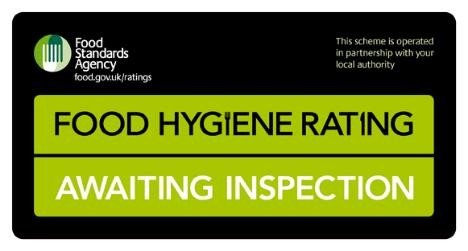 Food
Standards
Agency
food.gov.uk/ratings
This scheme is operated
in partnership with your
local authority
FOOD HYGIENE RATING
AWAITING INSPECTION